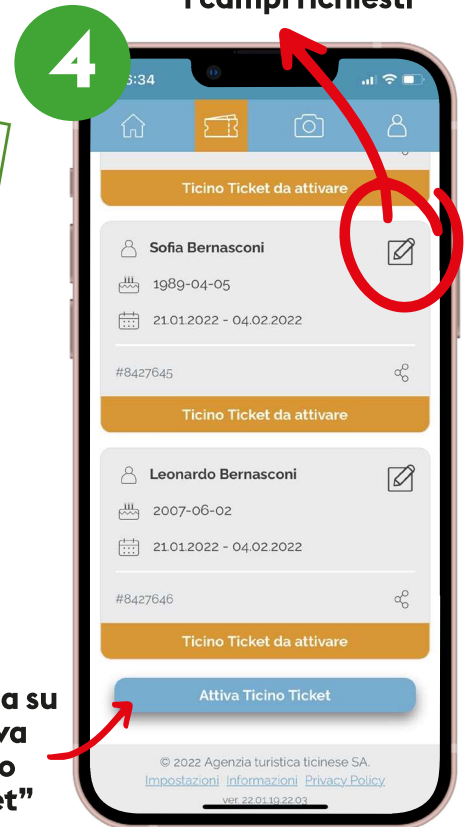 i campi richiesti
4
:34
Ticino Ticket da attivare
Sofia Bernasconi
1989-04-05
21.01.2022 - 04.02.2022
#8427645
Ticino Ticket da attivare
Leonardo Bernasconi
2007-06-02
21.01.2022 - 04.02.2022
#8427646
Ticino Ticket da attivare
Attiva Ticino Ticket
a su
va
o
et”
© 2022 Agenzia turistica ticinese SA.
Impostazioni Informazioni Privacy Policy
ver. 22.01.19.22.03